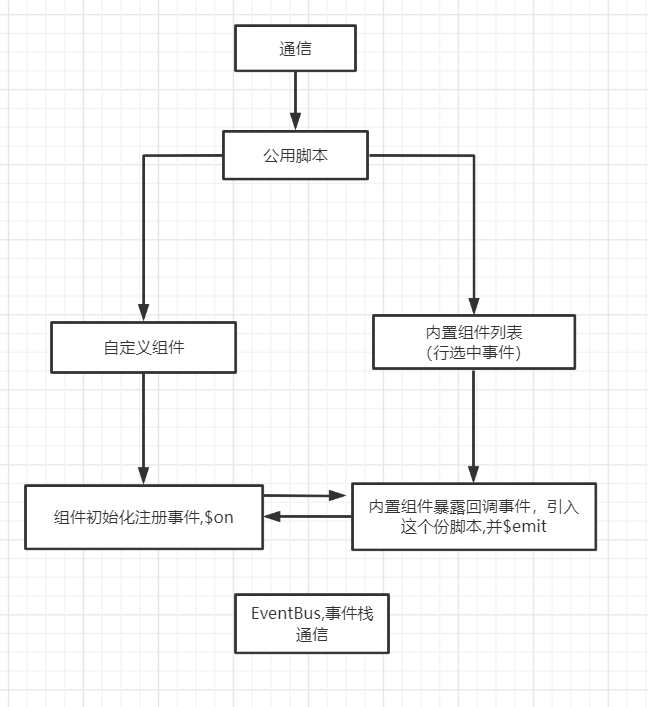 通信
公用脚本
自定义组件
内置组件列表
（行选中事件）
组件初始化注册事件,$on
内置组件暴露回调事件，引入
这个份脚本,并$emit
EventBus,事件栈
通信